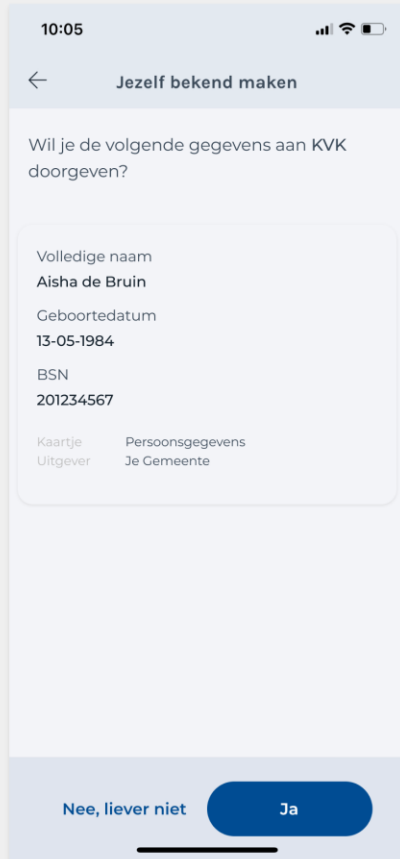 10:05
Jezelf bekend maken
Wil je de volgende gegevens aan KVK
doorgeven?
Volledige naam
Aisha de Bruin
Geboortedatum
13-05-1984
BSN
201234567
Kaartje Persoonsgegevens
Uitgever Je Gemeente
Nee, liever niet Ja